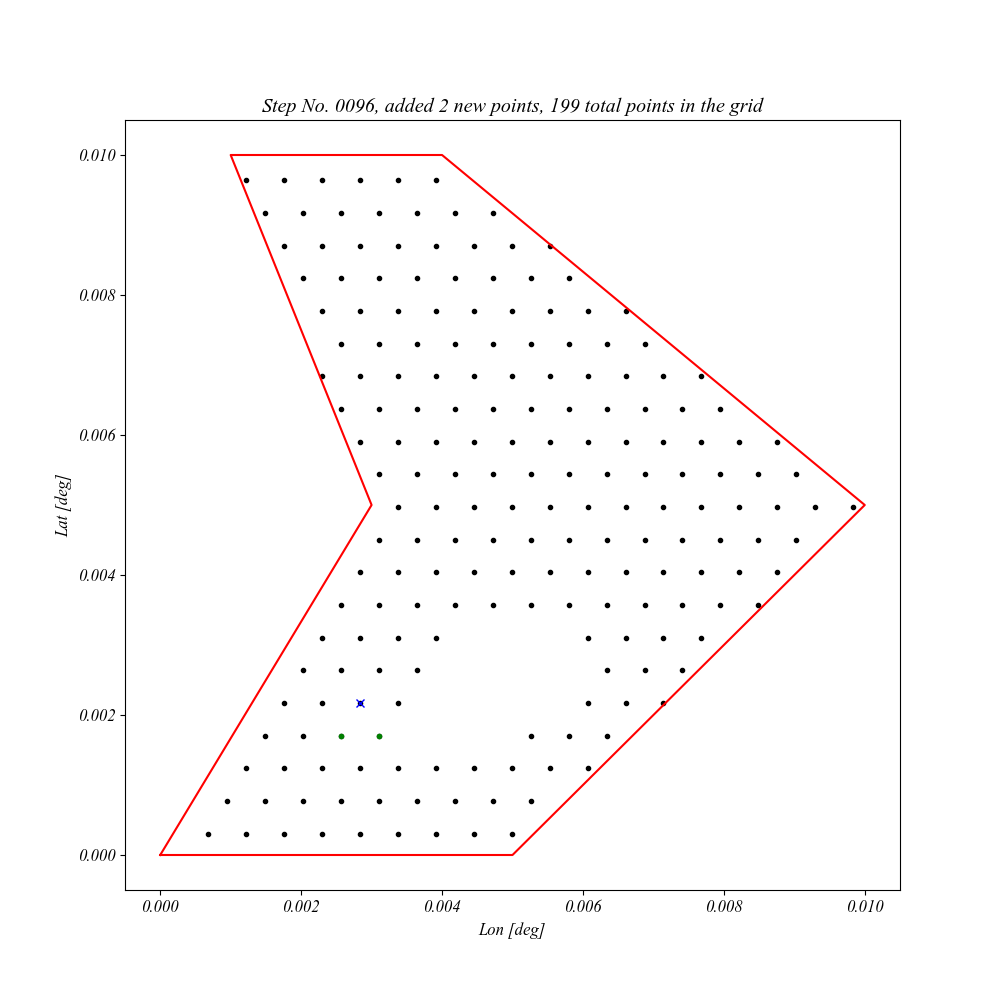 Step No. 0096, added 2 new points, 199 total points in the grid
0.010
0.008
0.006
0.004
0.002
0.000
Lat [deg]
0.000 0.002 0.004 0.006 0.008 0.010
Lon [deg]